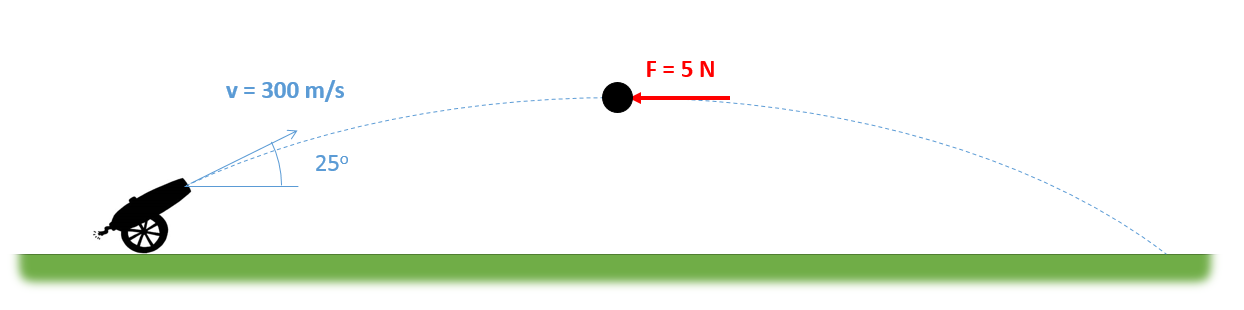 F = 5 N
v = 300 m/s
25º